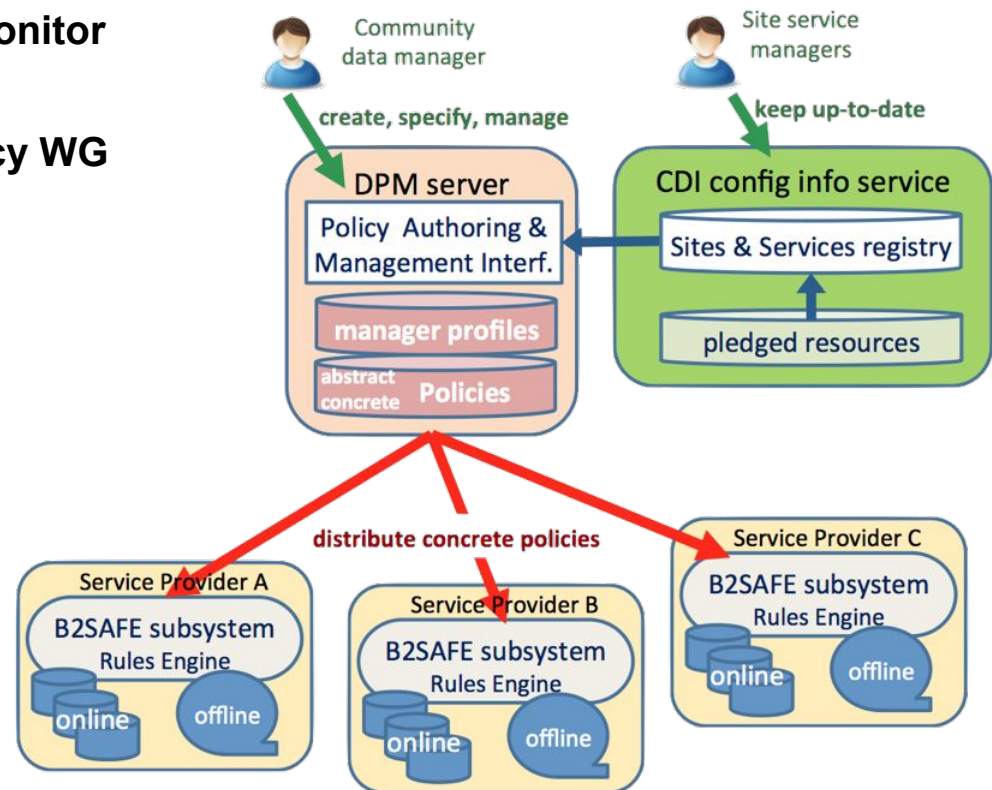 onitor
cy WG
Community
data manager
Site service
managers
create, specify, manage
keep up-to-date
DPM server
Policy Authoring &
Management Interf.
manager profiles
abstract
concrete Policies
CDI config info service
Sites & Services registry
pledged resources
distribute concrete policies
Service Provider A
B2SAFE subsystem
Rules Engine
online
offline
Service Provider B
B2SAFE subsystem
Rules Engine
online
offline
Service Provider C
B2SAFE subsystem
Rules Engine
online
offline